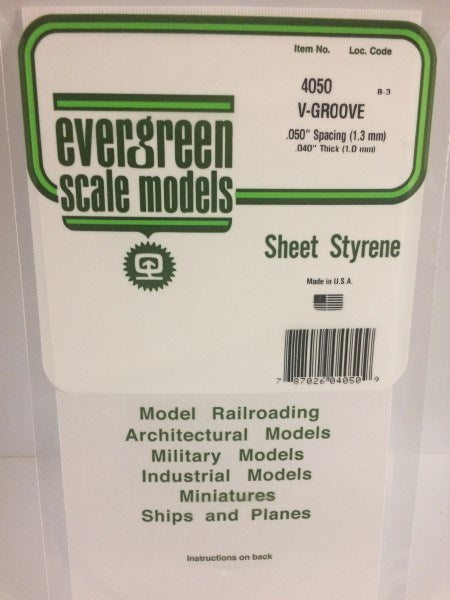 Item No. Loc. Code
4050 R-3
V-GROOVE
.050" Spacing (1.3 mm)
.040" Thick (1.0 mm)
evergreen
scale models
Sheet Styrene
Made in U.S.A.
7 87026 04050 9
Model Railroading
Architectural Models
Military Models
Industrial Models
Miniatures
Ships and Planes
Instructions on back